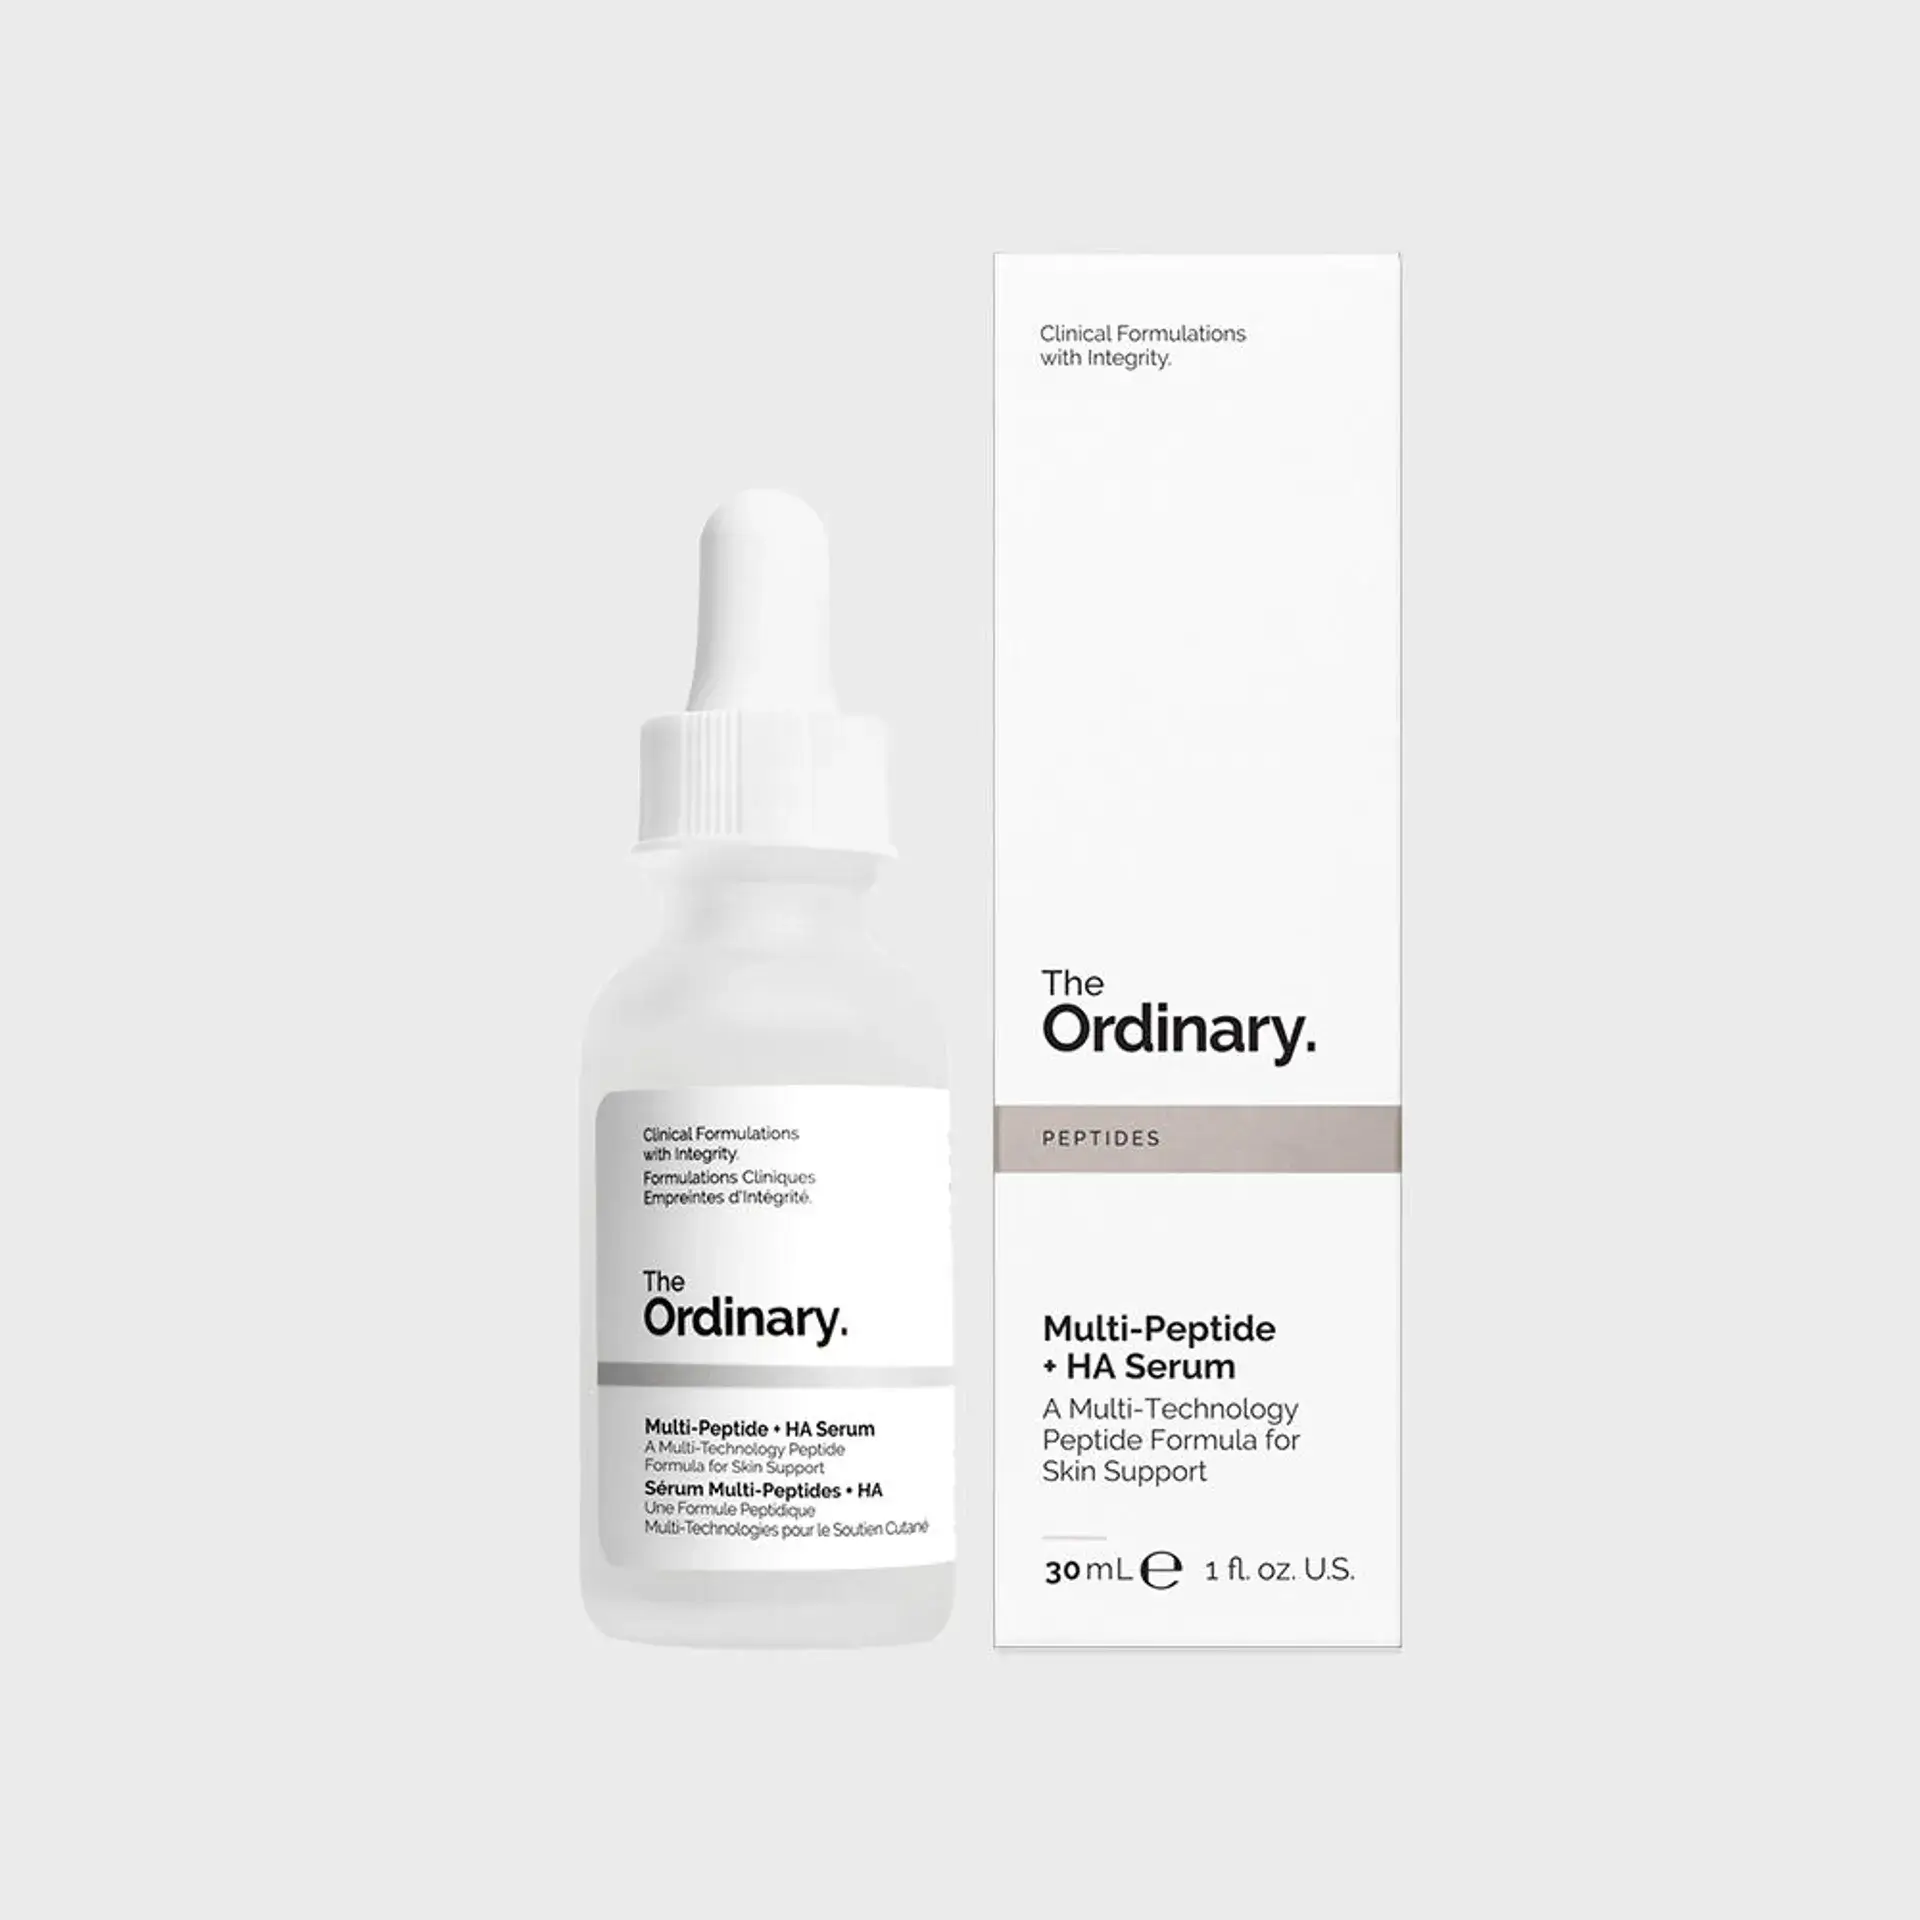 Clinical Formulations
with Integrity.
Formulations Cliniques
Empreintes d'Intégrité.
The
Ordinary.
Multi-Peptide + HA Serum
A Multi-Technology Peptide
Formula for Skin Support
Sérum Multi-Peptides + HA
Une Formule Peptidique
Multi-Technologies pour le Soutien Cutané
Clinical Formulations
with Integrity.
The
Ordinary.
PEPTIDES
Multi-Peptide
+ HA Serum
A Multi-Technology
Peptide Formula for
Skin Support
30 mL ℮ 1 fl. oz. U.S.